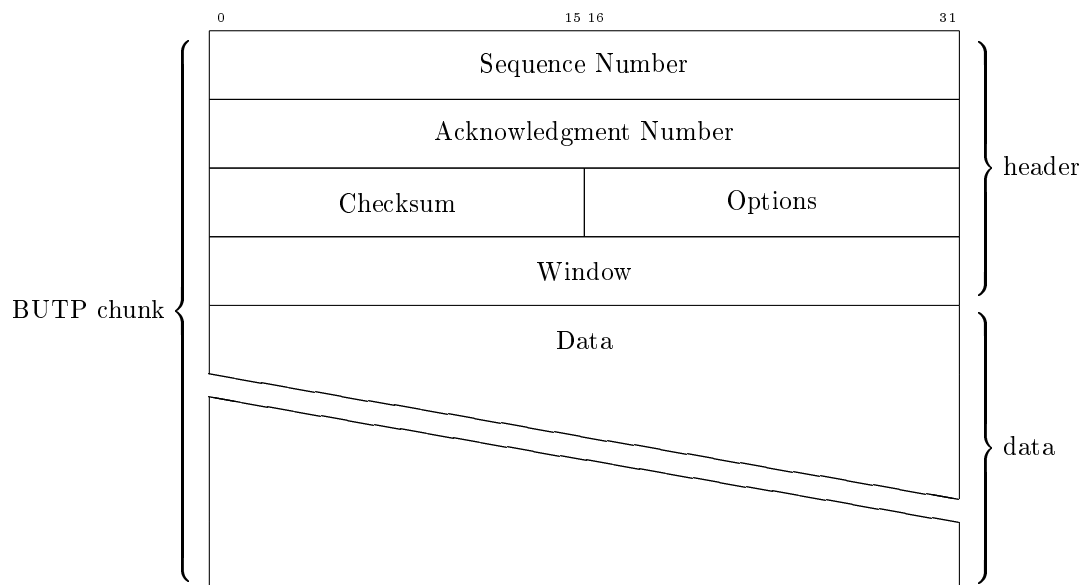 0 15 16 31
Sequence Number
Acknowledgment Number
header
Checksum Options
Window
BUTP chunk
Data
data